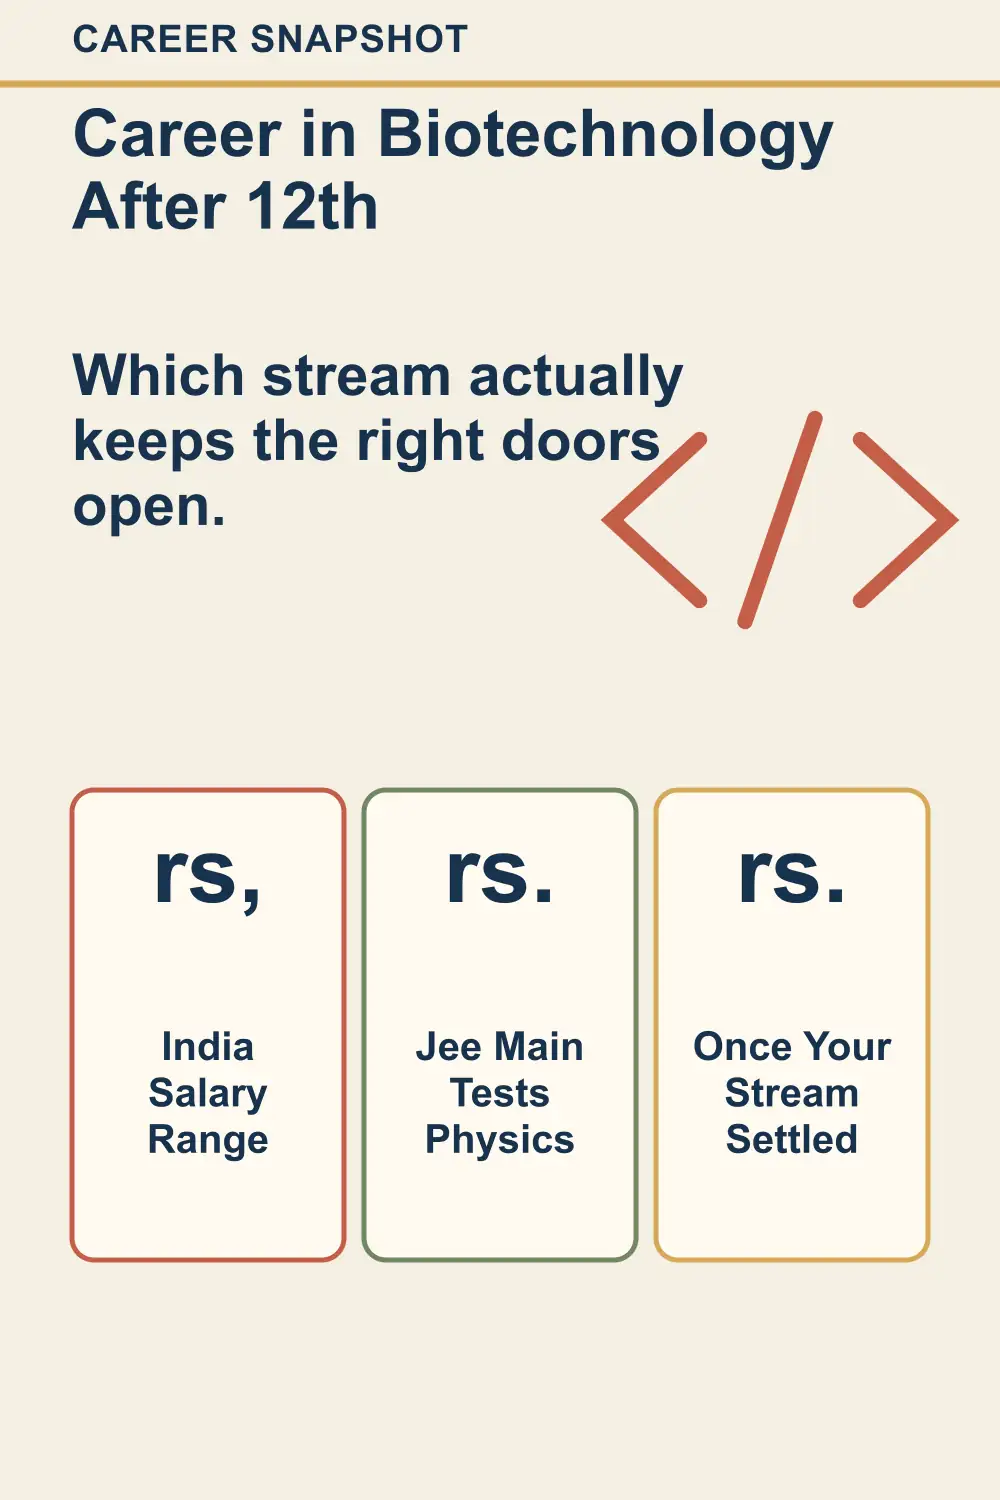 CAREER SNAPSHOT
Career in Biotechnology
After 12th
Which stream actually
keeps the right doors
open.
</>
rs,
India
Salary
Range
rs.
Jee Main
Tests
Physics
rs.
Once Your
Stream
Settled